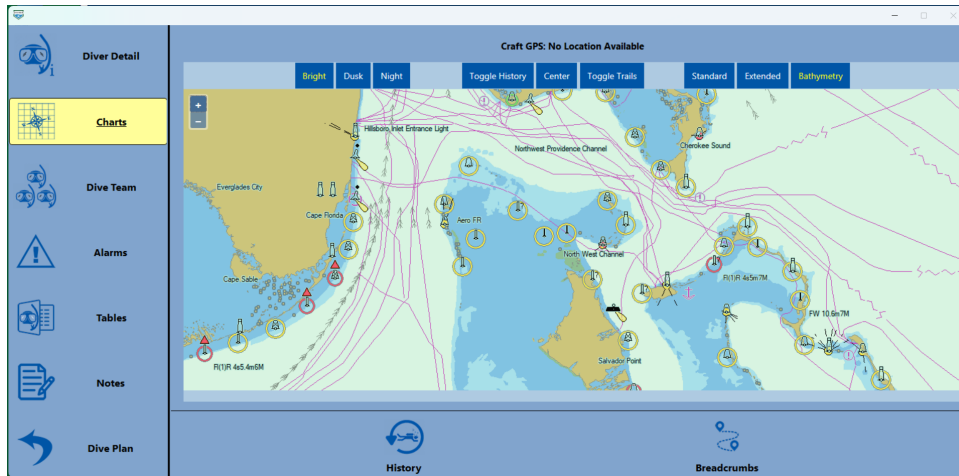 Craft GPS: No Location Available
Bright Dusk Night Toggle History Center Toggle Trails Standard Extended Bathymetry
Diver Detail
Charts
Dive Team
Alarms
Tables
Notes
Dive Plan
+
−
Hillsboro Inlet Entrance Light
Northwest Providence Channel
Cherokee Sound
Everglades City
Cape Florida
Aero FR
North West Channel
Cape Sable
Fl(1)R 4s5m7M
FW 10.6m7M
Salvador Point
Fl(1)R 4s5.4m6M
History
Breadcrumbs